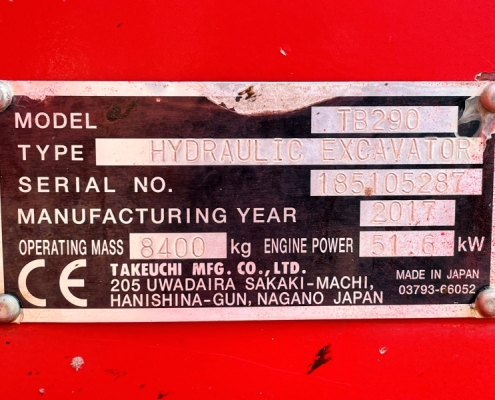 MODEL TB290
TYPE HYDRAULIC EXCAVATOR
SERIAL NO. 185105287
MANUFACTURING YEAR 2017
OPERATING MASS 8400 kg ENGINE POWER 51.6 kW
CE TAKEUCHI MFG. CO., LTD.
205 UWADAIRA SAKAKI-MACHI,
HANISHINA-GUN, NAGANO JAPAN
MADE IN JAPAN
03793-66052